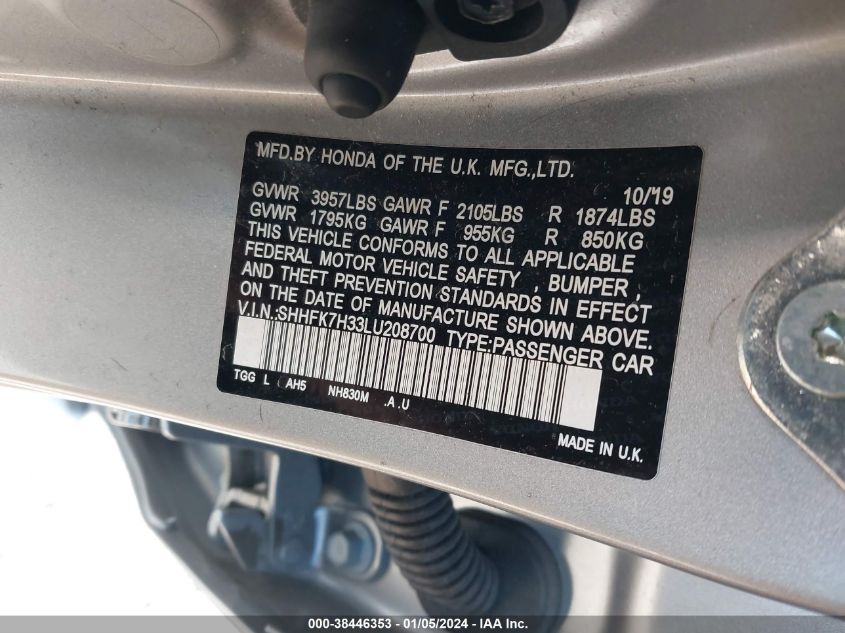 MFD.BY HONDA OF THE U.K. MFG.,LTD.
10/'19
GVWR 3957LBS GAWR F 2105LBS R 1874LBS
GVWR 1795KG GAWR F 955KG R 850KG
THIS VEHICLE CONFORMS TO ALL APPLICABLE
FEDERAL MOTOR VEHICLE SAFETY , BUMPER ,
AND THEFT PREVENTION STANDARDS IN EFFECT
ON THE DATE OF MANUFACTURE SHOWN ABOVE.
V.I.N.:SHHFK7H33LU208700 TYPE:PASSENGER CAR
TGG L AH5 NH830M .A .U
MADE IN U.K.
000-38446353 — 01/05/2024 — IAA Inc.